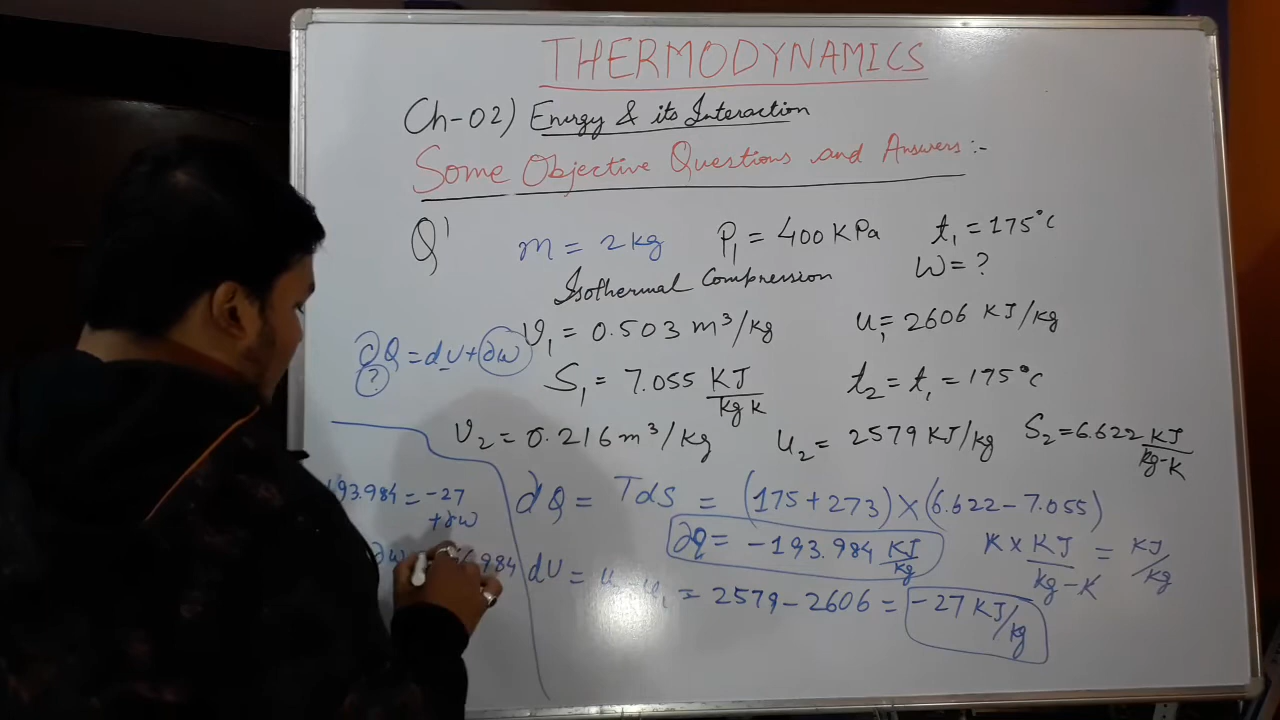 THERMODYNAMICS
Ch-02) Energy & its Interaction
Some Objective Questions and Answers:-
Q1 m = 2 kg P₁ = 400 KPa t₁ = 175°C
Isothermal Compression W = ?
∂Q = dU + ∂W
?
v₁ = 0.503 m³/kg u₁ = 2606 KJ/kg
S₁ = 7.055 KJ/kg K t₂ = t₁ = 175°C
v₂ = 0.216 m³/kg u₂ = 2579 KJ/kg S₂ = 6.622 KJ/kg-K
93.984 = -27
+∂W
∂W 984
dQ = TdS = (175+273) × (6.622 - 7.055)
∂Q = -193.984 KJ/kg K × KJ/kg-K = KJ/kg
dU = u = 2579 - 2606 = -27 KJ/kg